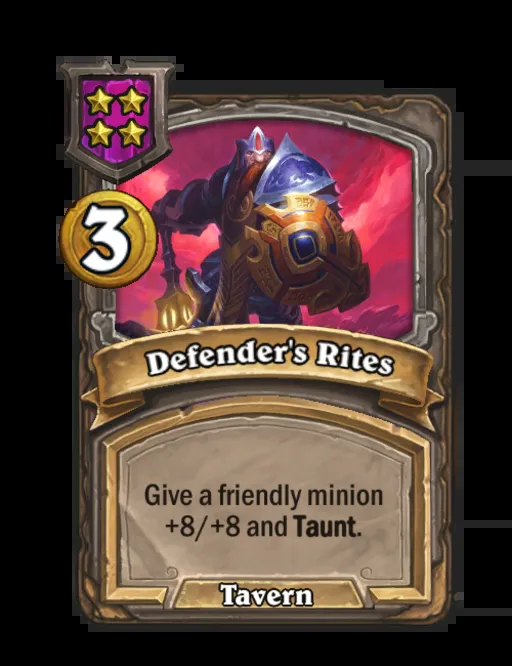 3
Defender's Rites
Give a friendly minion
+8/+8 and Taunt.
Tavern